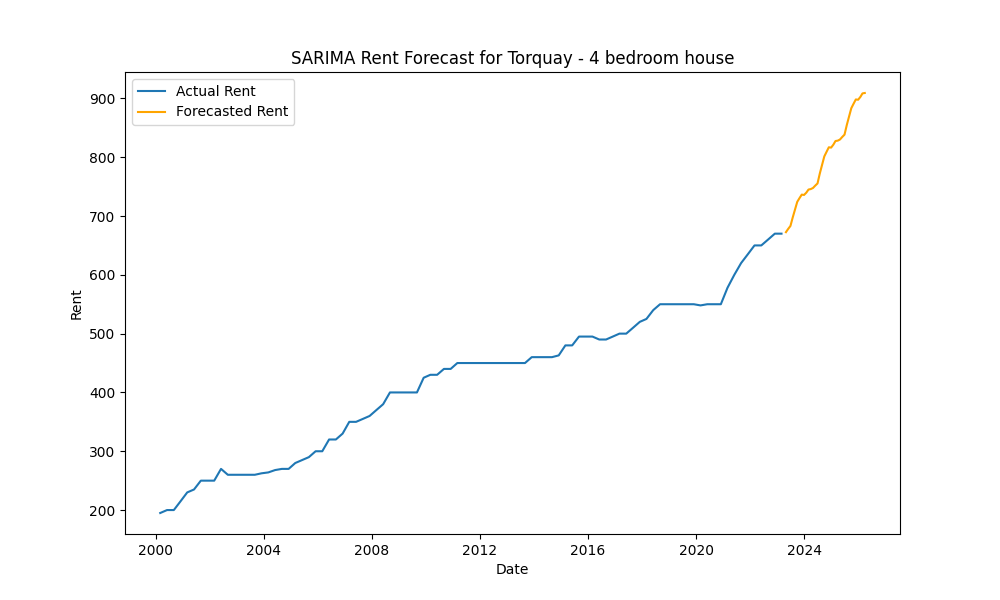 SARIMA Rent Forecast for Torquay - 4 bedroom house
Actual Rent
Forecasted Rent
900
800
700
600
500
400
300
200
Rent
2000 2004 2008 2012 2016 2020 2024
Date